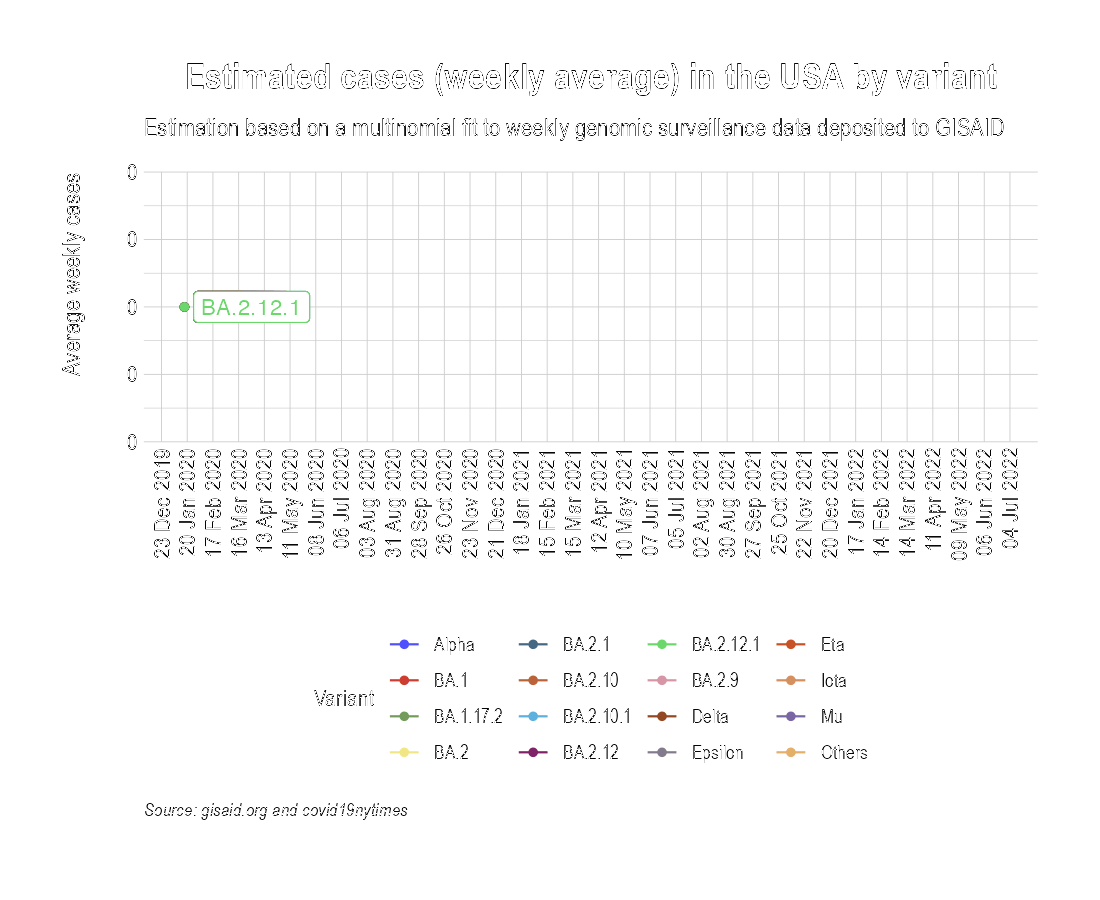 Estimated cases (weekly average) in the USA by variant
Estimation based on a multinomial fit to weekly genomic surveillance data deposited to GISAID
Average weekly cases
0
0
0
0
0
BA.2.12.1
23 Dec 2019
20 Jan 2020
17 Feb 2020
16 Mar 2020
13 Apr 2020
11 May 2020
08 Jun 2020
06 Jul 2020
03 Aug 2020
31 Aug 2020
28 Sep 2020
26 Oct 2020
23 Nov 2020
21 Dec 2020
18 Jan 2021
15 Feb 2021
15 Mar 2021
12 Apr 2021
10 May 2021
07 Jun 2021
05 Jul 2021
02 Aug 2021
30 Aug 2021
27 Sep 2021
25 Oct 2021
22 Nov 2021
20 Dec 2021
17 Jan 2022
14 Feb 2022
14 Mar 2022
11 Apr 2022
09 May 2022
06 Jun 2022
04 Jul 2022
Variant
Alpha
BA.1
BA.1.17.2
BA.2
BA.2.1
BA.2.10
BA.2.10.1
BA.2.12
BA.2.12.1
BA.2.9
Delta
Epsilon
Eta
Iota
Mu
Others
Source: gisaid.org and covid19nytimes